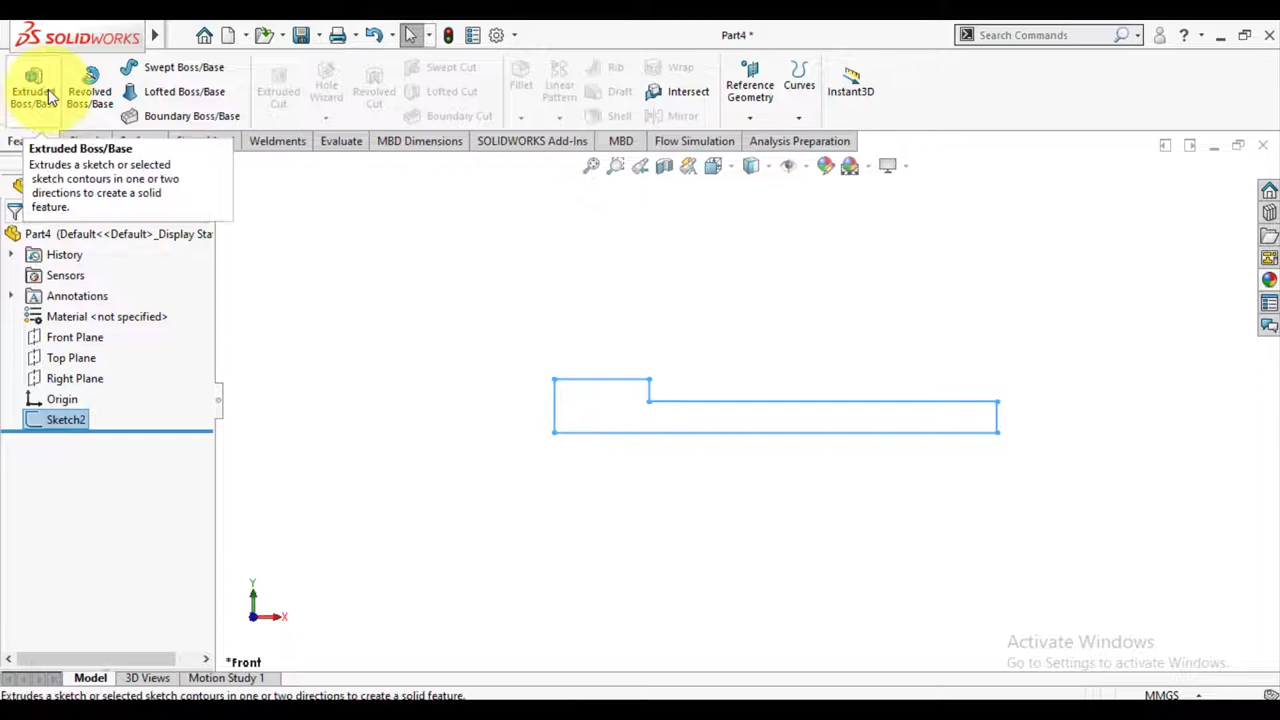 SOLIDWORKS
Part4 *
Search Commands
Extruded Boss/Base
Revolved Boss/Base
Swept Boss/Base
Lofted Boss/Base
Boundary Boss/Base
Extruded Cut
Hole Wizard
Revolved Cut
Swept Cut
Lofted Cut
Boundary Cut
Fillet
Linear Pattern
Rib
Draft
Shell
Wrap
Intersect
Mirror
Reference Geometry
Curves
Instant3D
Weldments
Evaluate
MBD Dimensions
SOLIDWORKS Add-Ins
MBD
Flow Simulation
Analysis Preparation
Extruded Boss/Base
Extrudes a sketch or selected
sketch contours in one or two
directions to create a solid
feature.
Part4 (Default<<Default>_Display Sta
History
Sensors
Annotations
Material <not specified>
Front Plane
Top Plane
Right Plane
Origin
Sketch2
Y
X
*Front
Activate Windows
Go to Settings to activate Windows.
Model
3D Views
Motion Study 1
Extrudes a sketch or selected sketch contours in one or two directions to create a solid feature.
MMGS